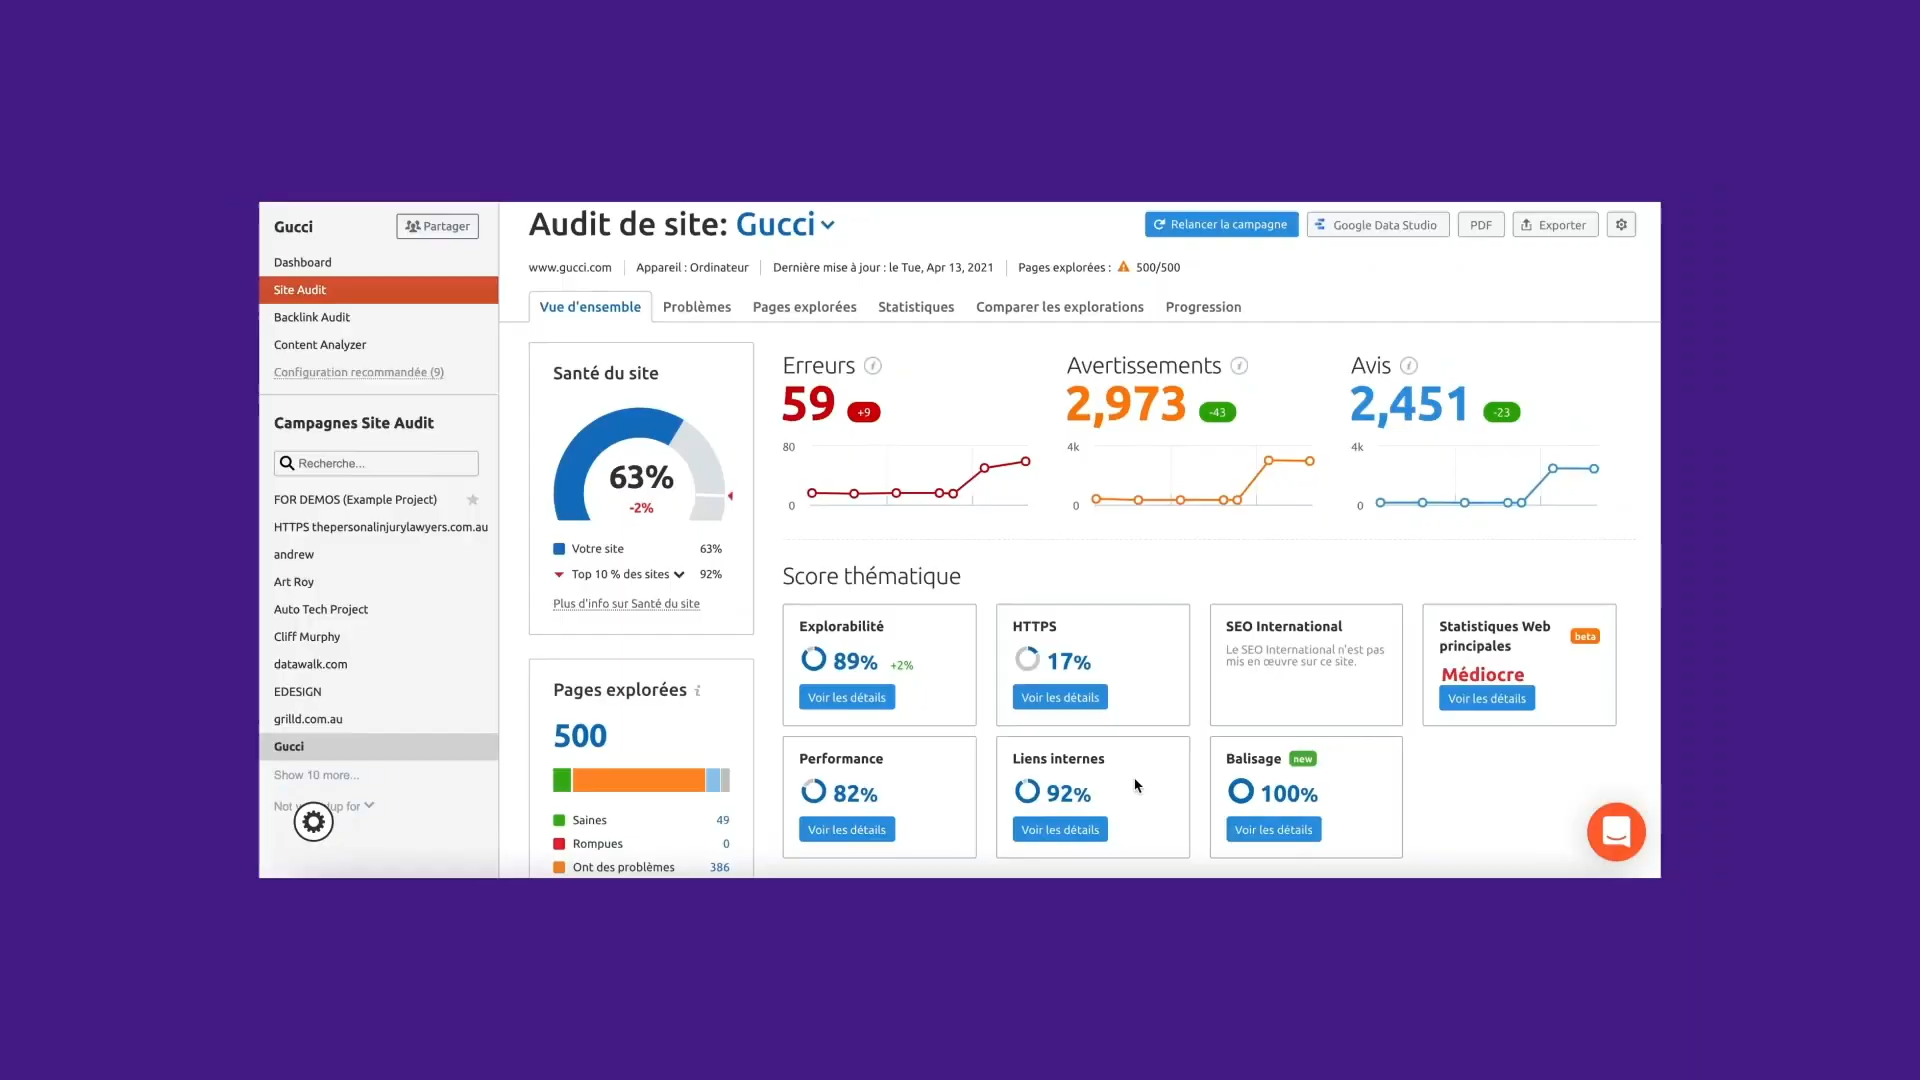 Gucci
Partager
Dashboard
Site Audit
Backlink Audit
Content Analyzer
Configuration recommandée (9)
Campagnes Site Audit
Recherche...
FOR DEMOS (Example Project)
HTTPS thepersonalinjurylawyers.com.au
andrew
Art Roy
Auto Tech Project
Cliff Murphy
datawalk.com
EDESIGN
grilld.com.au
Gucci
Show 10 more...
for
Audit de site: Gucci
Relancer la campagne
Google Data Studio
PDF
Exporter
www.gucci.com
Appareil : Ordinateur
Dernière mise à jour : le Tue, Apr 13, 2021
Pages explorées : 500/500
Vue d'ensemble
Problèmes
Pages explorées
Statistiques
Comparer les explorations
Progression
Santé du site
63%
-2%
Votre site 63%
Top 10 % des sites 92%
Plus d'info sur Santé du site
Pages explorées
500
Saines 49
Rompues 0
Ont des problèmes 386
Erreurs
59 +9
80
0
Avertissements
2,973 -43
4k
0
Avis
2,451 -23
4k
0
Score thématique
Explorabilité
89% +2%
Voir les détails
HTTPS
17%
Voir les détails
SEO International
Le SEO International n'est pas
mis en œuvre sur ce site.
Statistiques Web
principales
beta
Médiocre
Voir les détails
Performance
82%
Voir les détails
Liens internes
92%
Voir les détails
Balisage new
100%
Voir les détails